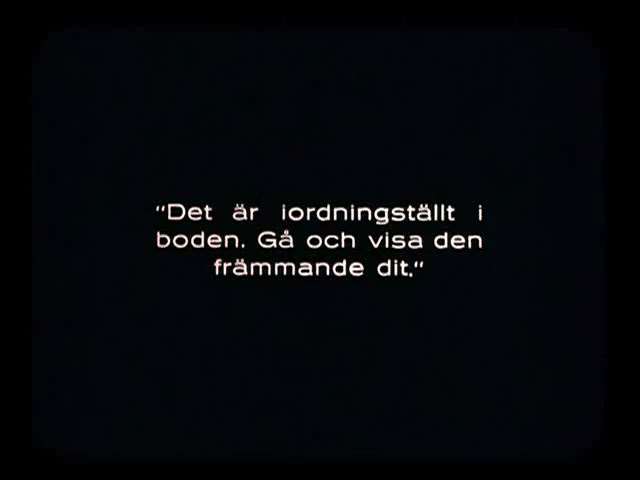 "Det är iordningställt i
boden. Gå och visa den
främmande dit."